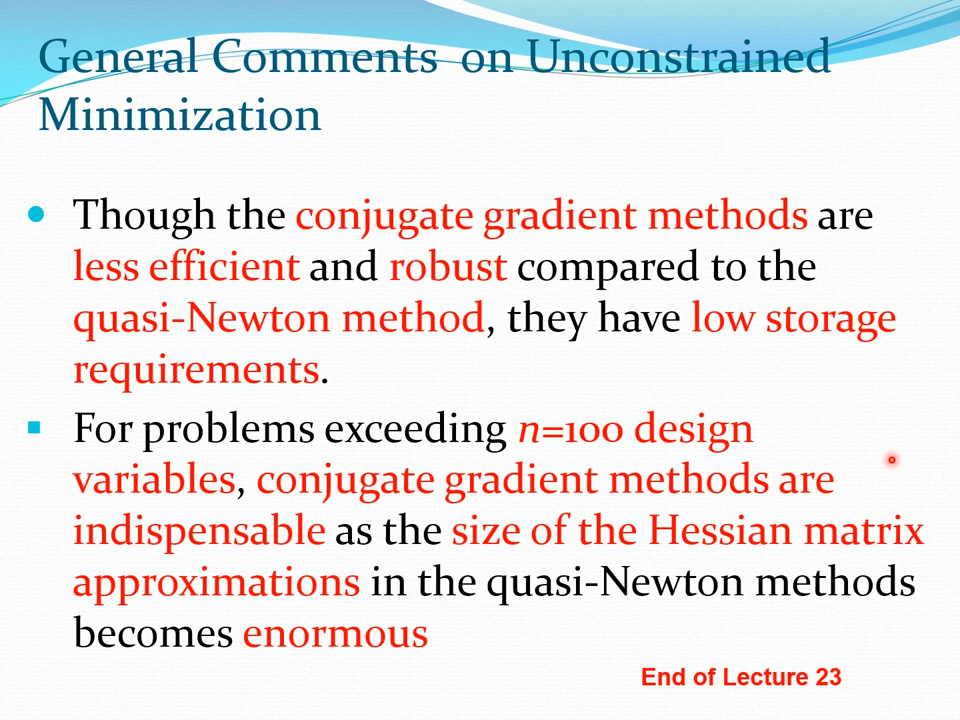 General Comments on Unconstrained
Minimization
• Though the conjugate gradient methods are
less efficient and robust compared to the
quasi-Newton method, they have low storage
requirements.
▪ For problems exceeding n=100 design
variables, conjugate gradient methods are
indispensable as the size of the Hessian matrix
approximations in the quasi-Newton methods
becomes enormous
End of Lecture 23